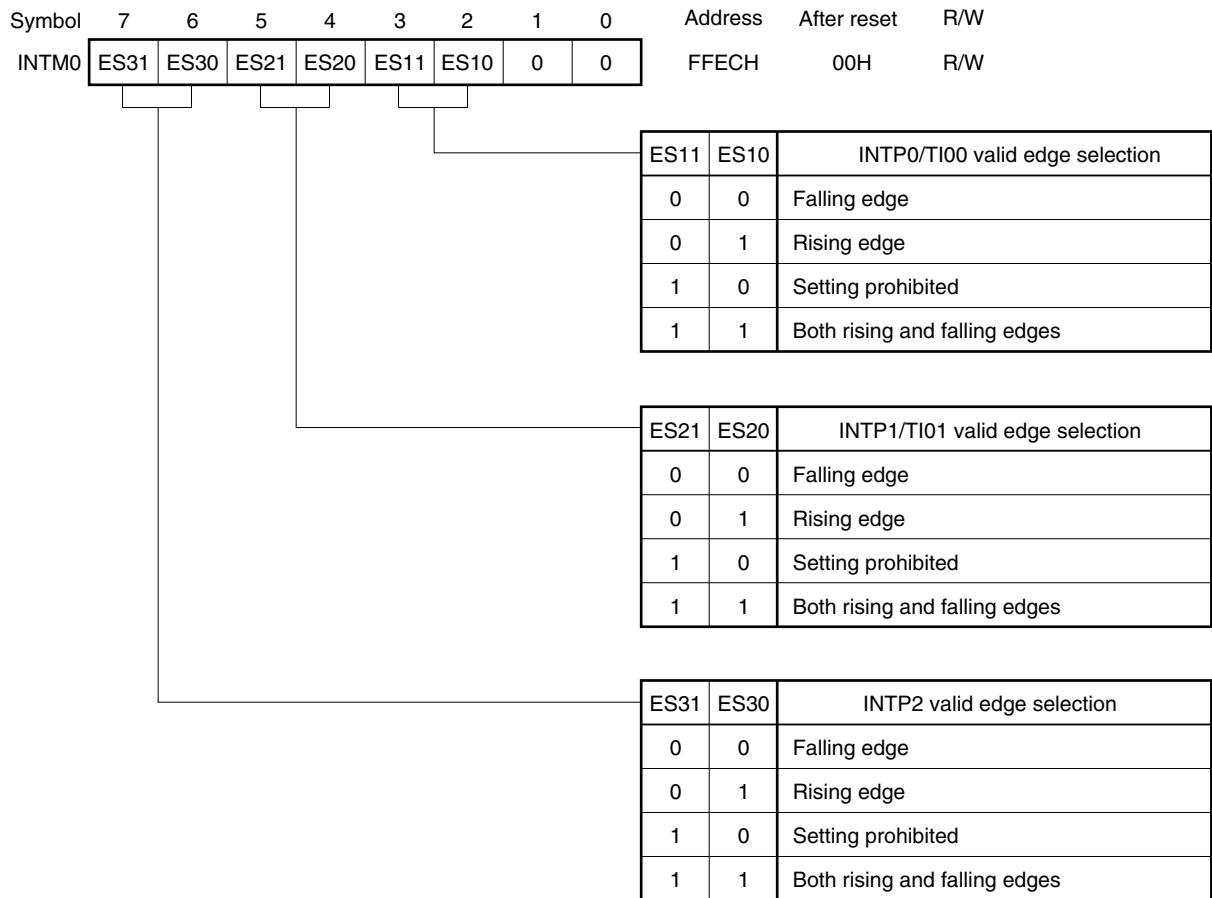 Symbol 7 6 5 4 3 2 1 0 Address After reset R/W
INTM0 ES31 ES30 ES21 ES20 ES11 ES10 0 0 FFECH 00H R/W
ES11 ES10 INTP0/TI00 valid edge selection
0 0 Falling edge
0 1 Rising edge
1 0 Setting prohibited
1 1 Both rising and falling edges
ES21 ES20 INTP1/TI01 valid edge selection
0 0 Falling edge
0 1 Rising edge
1 0 Setting prohibited
1 1 Both rising and falling edges
ES31 ES30 INTP2 valid edge selection
0 0 Falling edge
0 1 Rising edge
1 0 Setting prohibited
1 1 Both rising and falling edges